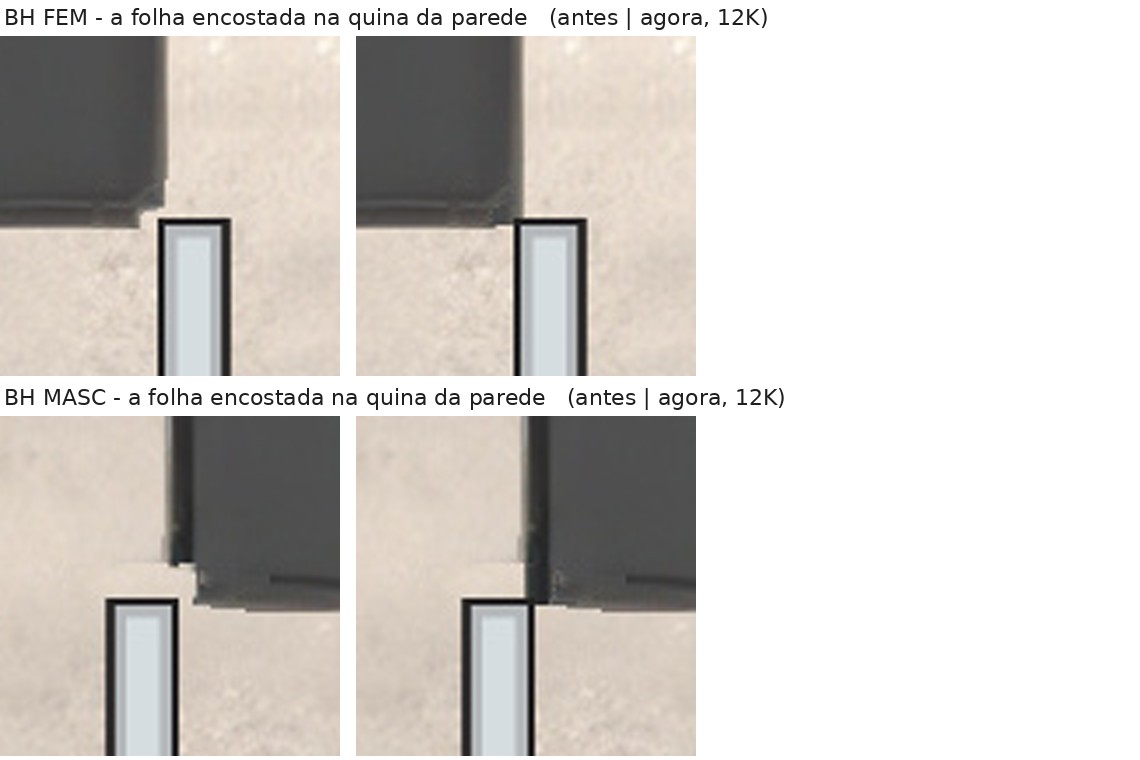 BH FEM - a folha encostada na quina da parede   (antes | agora, 12K)
BH MASC - a folha encostada na quina da parede   (antes | agora, 12K)